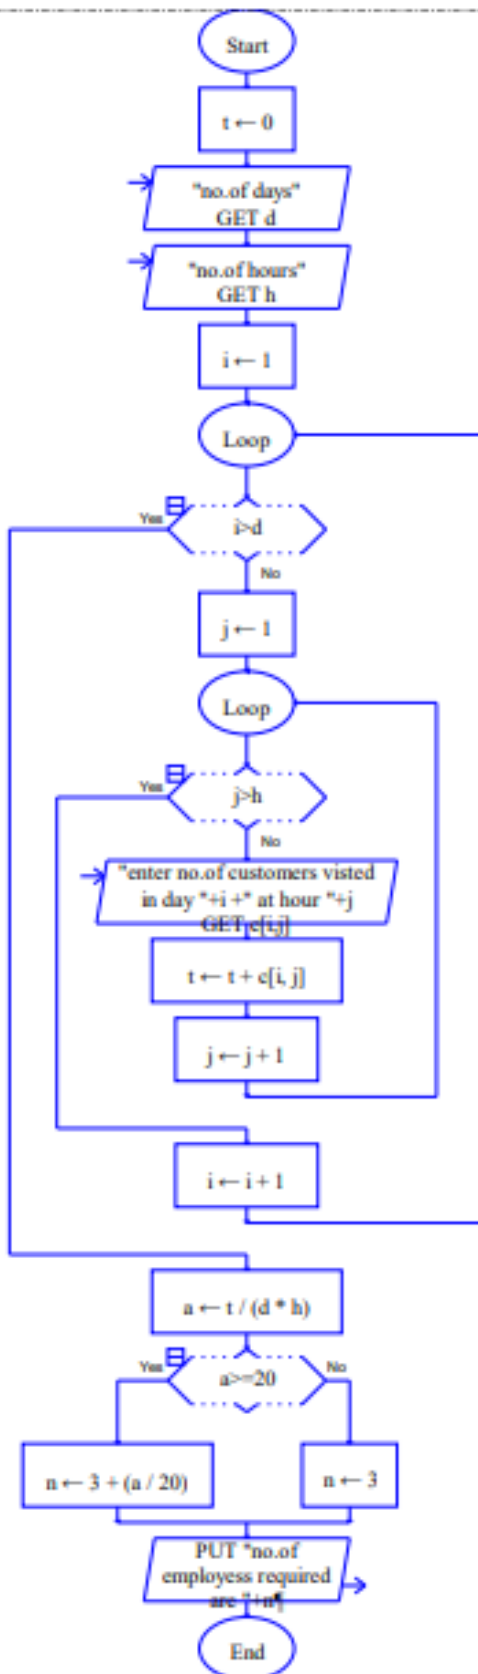 Start
t ← 0
"no.of days"
GET d
"no.of hours"
GET h
i ← 1
Loop
Yes
i>d
No
j ← 1
Loop
Yes
j>h
No
"enter no.of customers visted
in day "+i +" at hour "+j
GET c[i,j]
t ← t + c[i, j]
j ← j + 1
i ← i + 1
a ← t / (d * h)
Yes
a>=20
No
n ← 3 + (a / 20)
n ← 3
PUT "no.of
employess required
are "+n¶
End